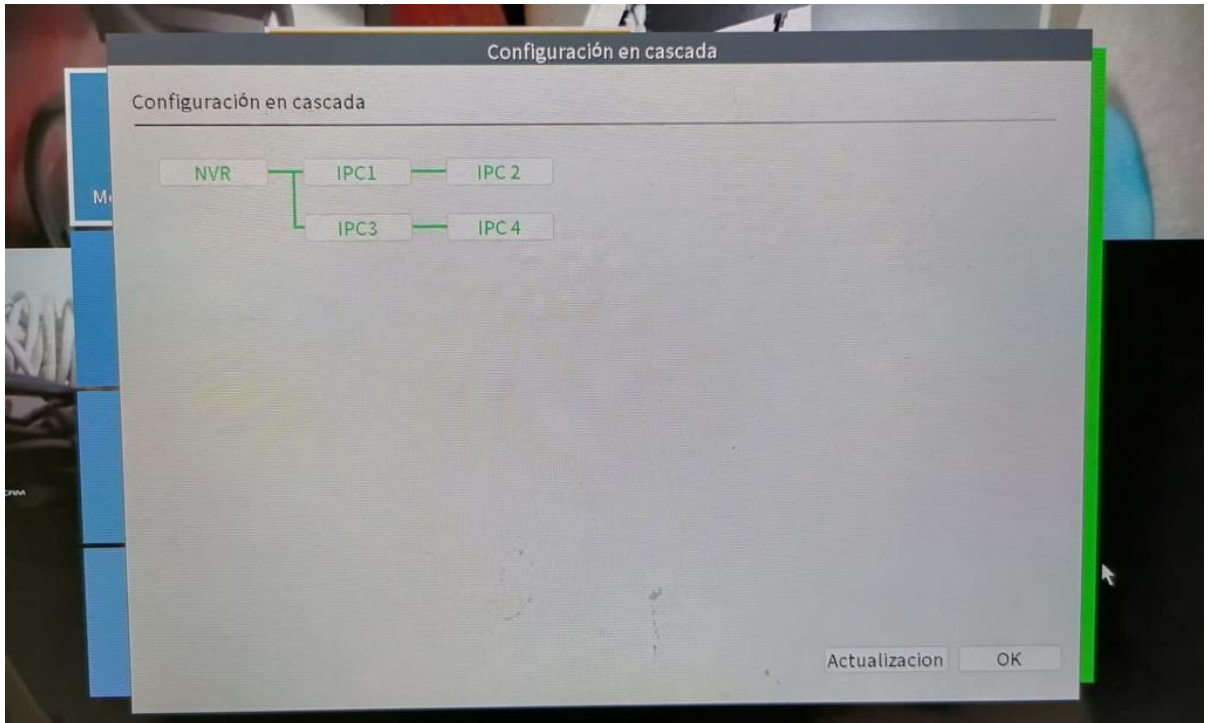 Configuración en cascada
Configuración en cascada
NVR IPC1 IPC 2
IPC3 IPC 4
Actualizacion OK